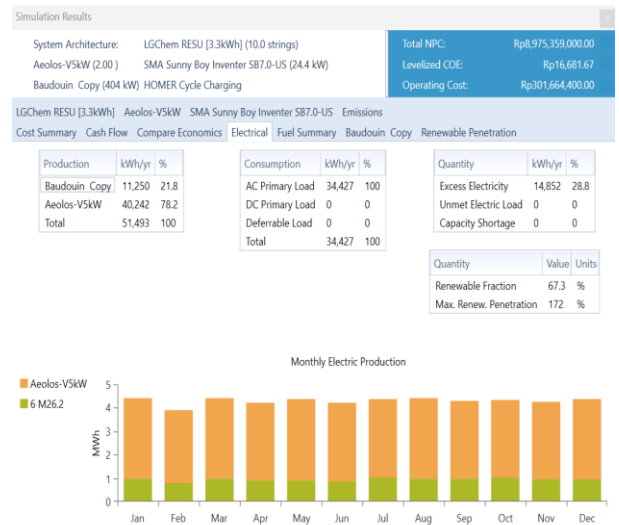 Simulation Results
System Architecture: LGChem RESU [3.3kWh] (10.0 strings)
Aeolos-V5kW (2.00 ) SMA Sunny Boy Inventer SB7.0-US (24.4 kW)
Baudouin Copy (404 kW) HOMER Cycle Charging
Total NPC: Rp8,975,359,000.00
Levelized COE: Rp16,681.67
Operating Cost: Rp301,664,400.00
LGChem RESU [3.3kWh] Aeolos-V5kW SMA Sunny Boy Inventer SB7.0-US Emissions
Cost Summary Cash Flow Compare Economics Electrical Fuel Summary Baudouin Copy Renewable Penetration
Production kWh/yr %
Baudouin Copy 11,250 21.8
Aeolos-V5kW 40,242 78.2
Total 51,493 100
Consumption kWh/yr %
AC Primary Load 34,427 100
DC Primary Load 0 0
Deferrable Load 0 0
Total 34,427 100
Quantity kWh/yr %
Excess Electricity 14,852 28.8
Unmet Electric Load 0 0
Capacity Shortage 0 0
Quantity Value Units
Renewable Fraction 67.3 %
Max. Renew. Penetration 172 %
Monthly Electric Production
Aeolos-V5kW
6 M26.2
MWh
5
4
3
2
1
0
Jan Feb Mar Apr May Jun Jul Aug Sep Oct Nov Dec